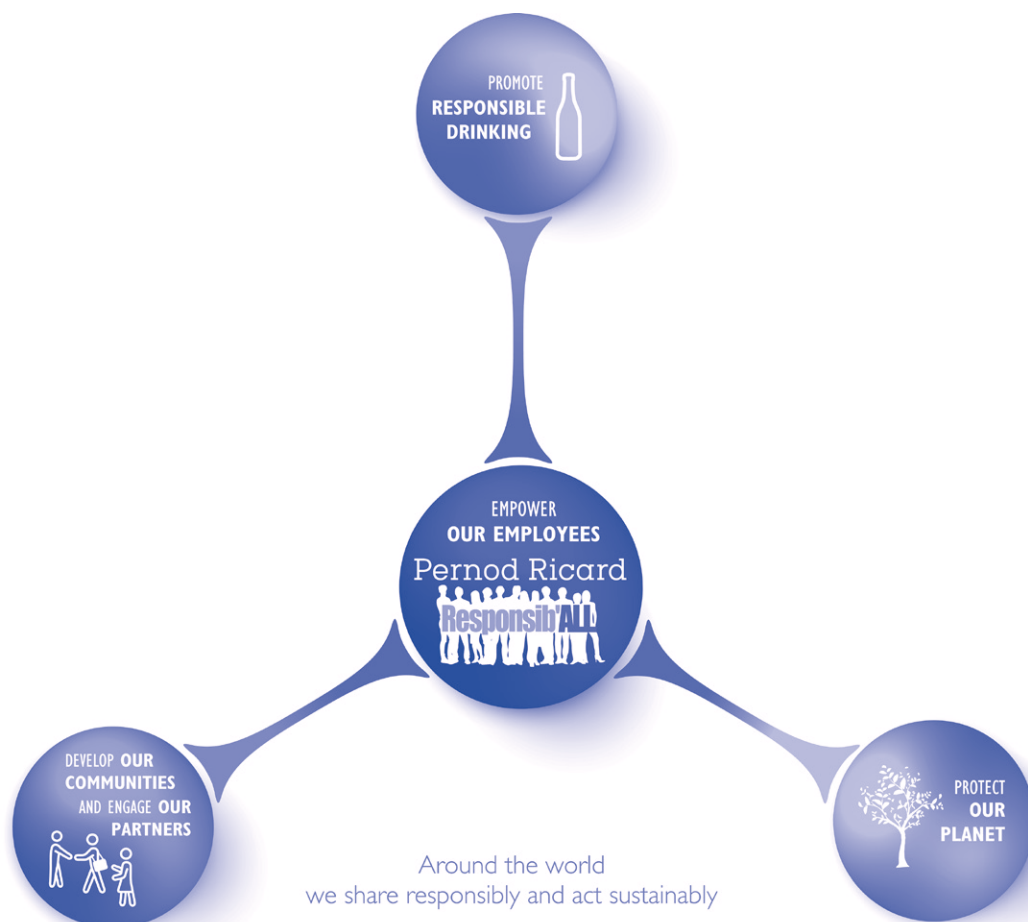 PROMOTE
RESPONSIBLE
DRINKING
EMPOWER
OUR EMPLOYEES
Pernod Ricard
Responsib'ALL
DEVELOP OUR
COMMUNITIES
AND ENGAGE OUR
PARTNERS
PROTECT
OUR
PLANET
Around the world
we share responsibly and act sustainably